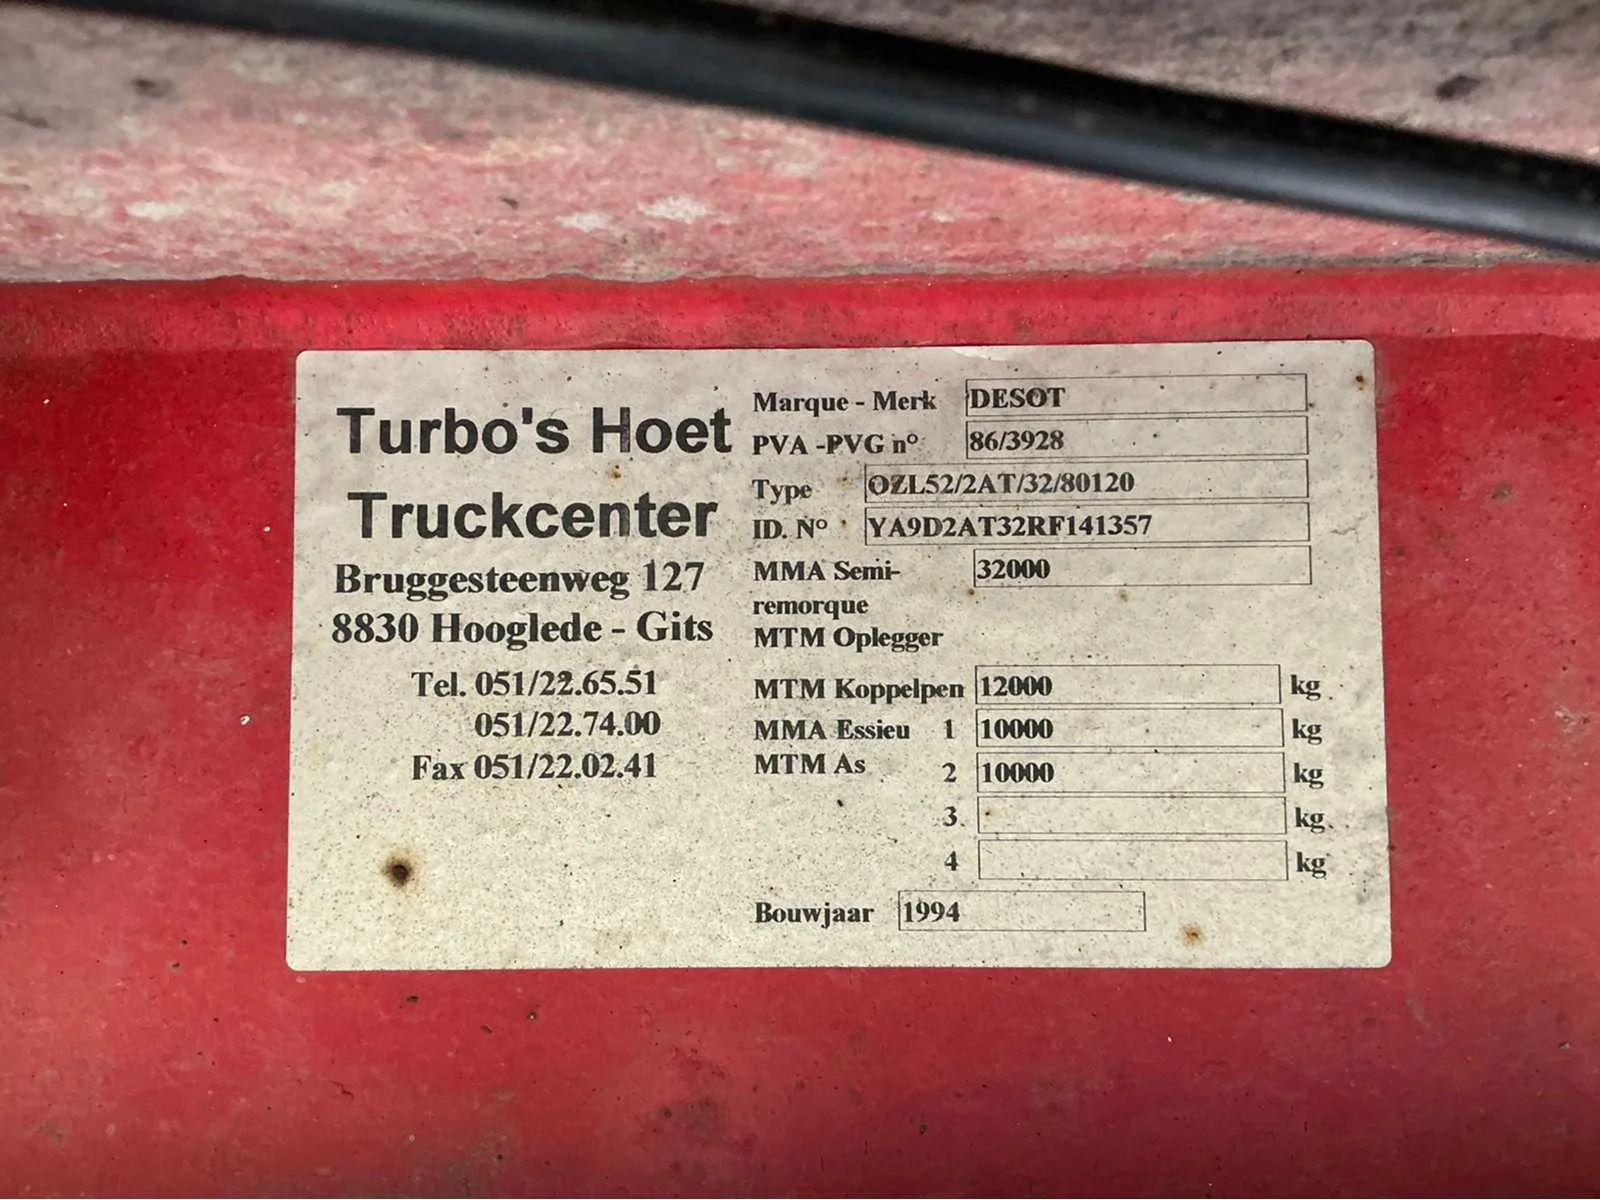 Turbo's Hoet
Truckcenter
Bruggesteenweg 127
8830 Hooglede - Gits
Tel. 051/22.65.51
051/22.74.00
Fax 051/22.02.41
Marque - Merk DESOT
PVA -PVG n° 86/3928
Type OZL52/2AT/32/80120
ID. N° YA9D2AT32RF141357
MMA Semi- 32000
remorque
MTM Oplegger
MTM Koppelpen 12000 kg
MMA Essieu 1 10000 kg
MTM As 2 10000 kg
3 kg
4 kg
Bouwjaar 1994